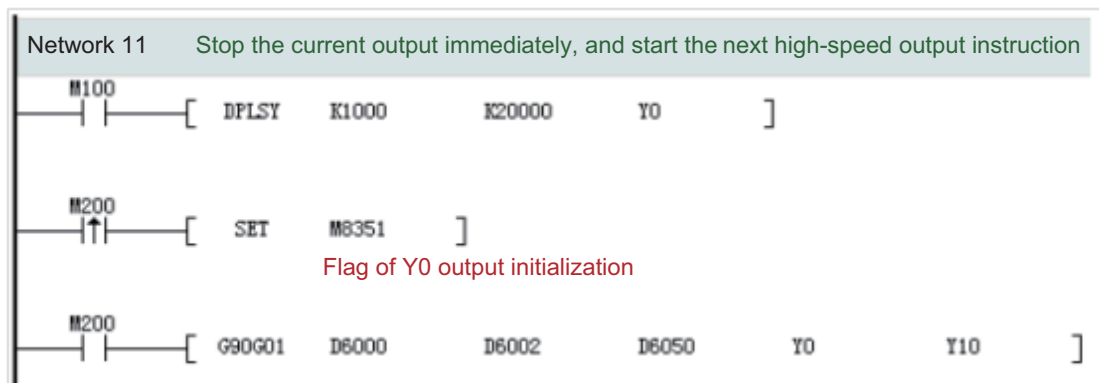 Network 11 Stop the current output immediately, and start the next high-speed output instruction
M100
[ DPLSY K1000 K20000 Y0 ]
M200
[ SET M8351 ]
Flag of Y0 output initialization
M200
[ G90G01 D6000 D6002 D6050 Y0 Y10 ]